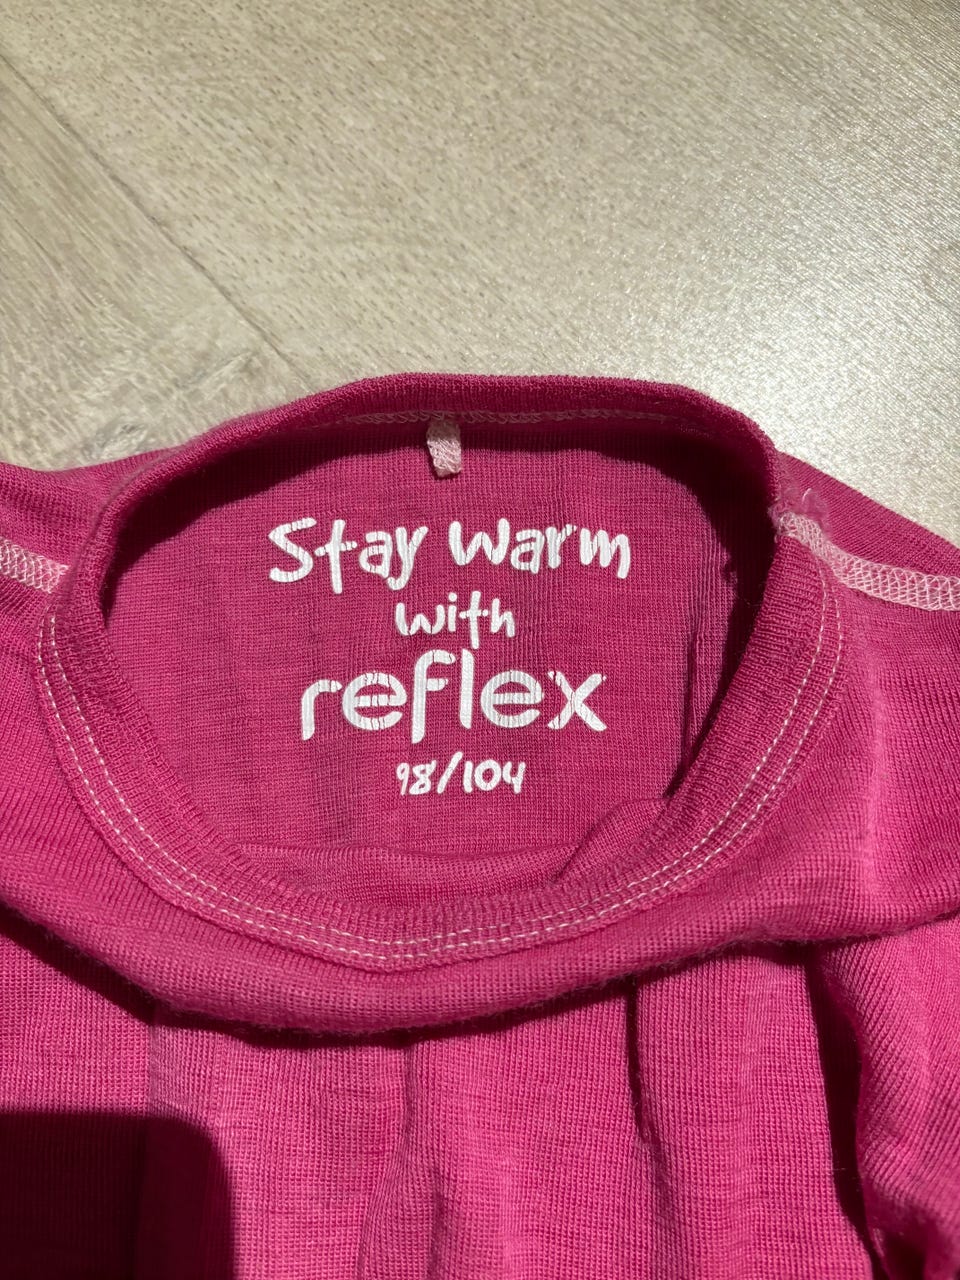 Stay Warm
with
reflex
98/104